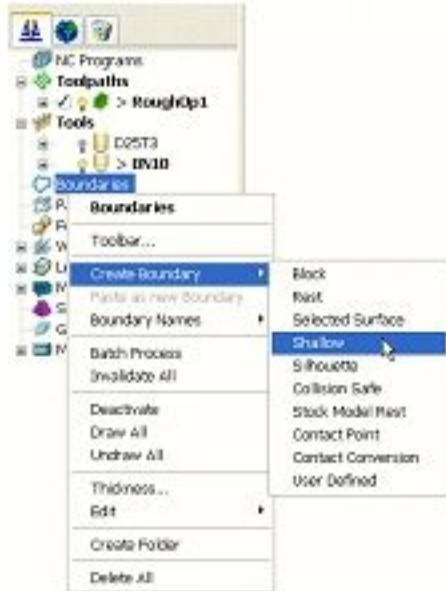 NC Programs
Toolpaths
> RoughOp1
Tools
D25T3
> BN10
Boundaries
P
Fe
W
Le
M
S
G
M
Boundaries
Toolbar...
Create Boundary
Paste as new Boundary
Boundary Names
Batch Process
Invalidate All
Deactivate
Draw All
Undraw All
Thickness...
Edit
Create Folder
Delete All
Block
Rest
Selected Surface
Shallow
Silhouette
Collision Safe
Stock Model Rest
Contact Point
Contact Conversion
User Defined